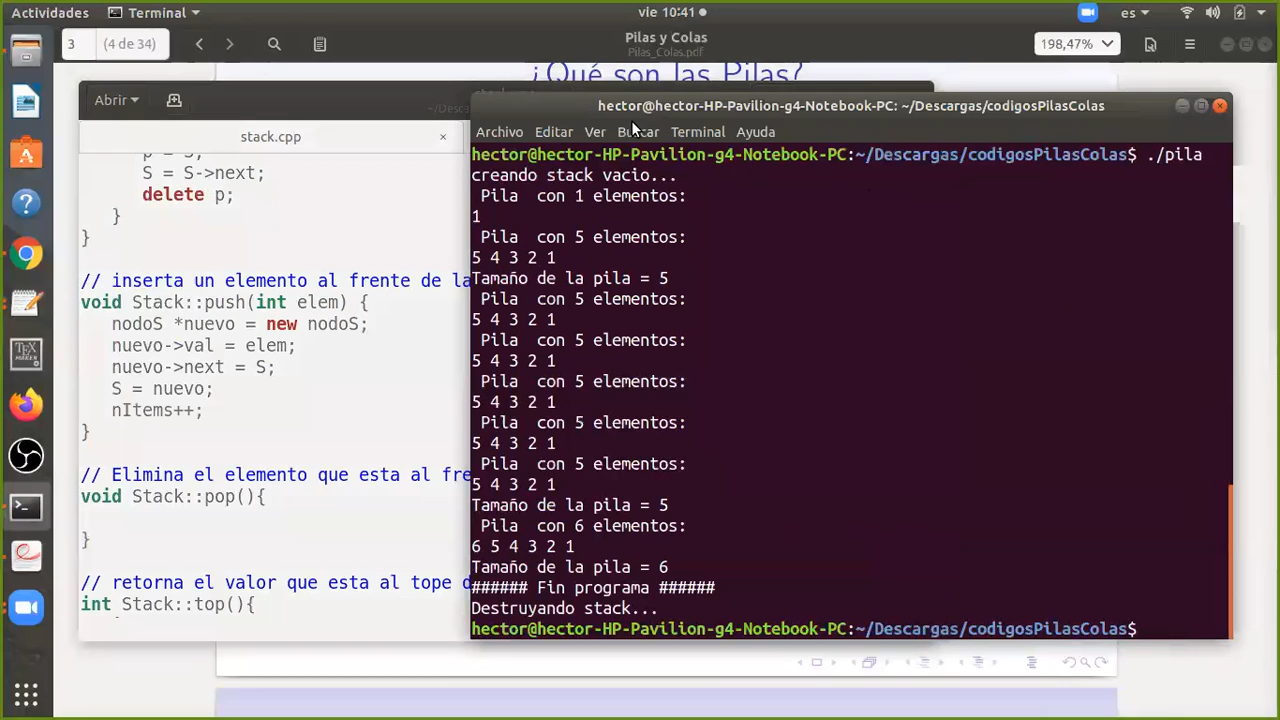 Actividades
Terminal
vie 10:41
es
3
(4 de 34)
Pilas y Colas
Pilas_Colas.pdf
198,47%
¿Qué son las Pilas?
Abrir
stack.cpp
S = S->next;
delete p;
}
}
// inserta un elemento al frente de la
void Stack::push(int elem) {
nodoS *nuevo = new nodoS;
nuevo->val = elem;
nuevo->next = S;
S = nuevo;
nItems++;
}
// Elimina el elemento que esta al fre
void Stack::pop(){
}
// retorna el valor que esta al tope d
int Stack::top(){
hector@hector-HP-Pavilion-g4-Notebook-PC: ~/Descargas/codigosPilasColas
Archivo Editar Ver Buscar Terminal Ayuda
hector@hector-HP-Pavilion-g4-Notebook-PC:~/Descargas/codigosPilasColas$ ./pila
creando stack vacio...
Pila con 1 elementos:
1
Pila con 5 elementos:
5 4 3 2 1
Tamaño de la pila = 5
Pila con 5 elementos:
5 4 3 2 1
Pila con 5 elementos:
5 4 3 2 1
Pila con 5 elementos:
5 4 3 2 1
Pila con 5 elementos:
5 4 3 2 1
Pila con 5 elementos:
5 4 3 2 1
Tamaño de la pila = 5
Pila con 6 elementos:
6 5 4 3 2 1
Tamaño de la pila = 6
###### Fin programa ######
Destruyando stack...
hector@hector-HP-Pavilion-g4-Notebook-PC:~/Descargas/codigosPilasColas$